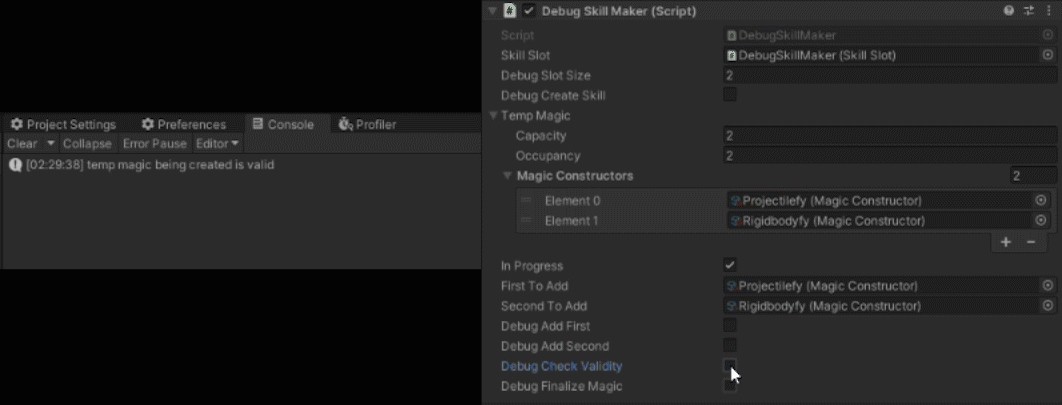 Project Settings Preferences Console Profiler
Clear Collapse Error Pause Editor
[02:29:38] temp magic being created is valid
Debug Skill Maker (Script)
Script DebugSkillMaker
Skill Slot DebugSkillMaker (Skill Slot)
Debug Slot Size 2
Debug Create Skill
Temp Magic
Capacity 2
Occupancy 2
Magic Constructors 2
Element 0 Projectilefy (Magic Constructor)
Element 1 Rigidbodyfy (Magic Constructor)
In Progress
First To Add Projectilefy (Magic Constructor)
Second To Add Rigidbodyfy (Magic Constructor)
Debug Add First
Debug Add Second
Debug Check Validity
Debug Finalize Magic